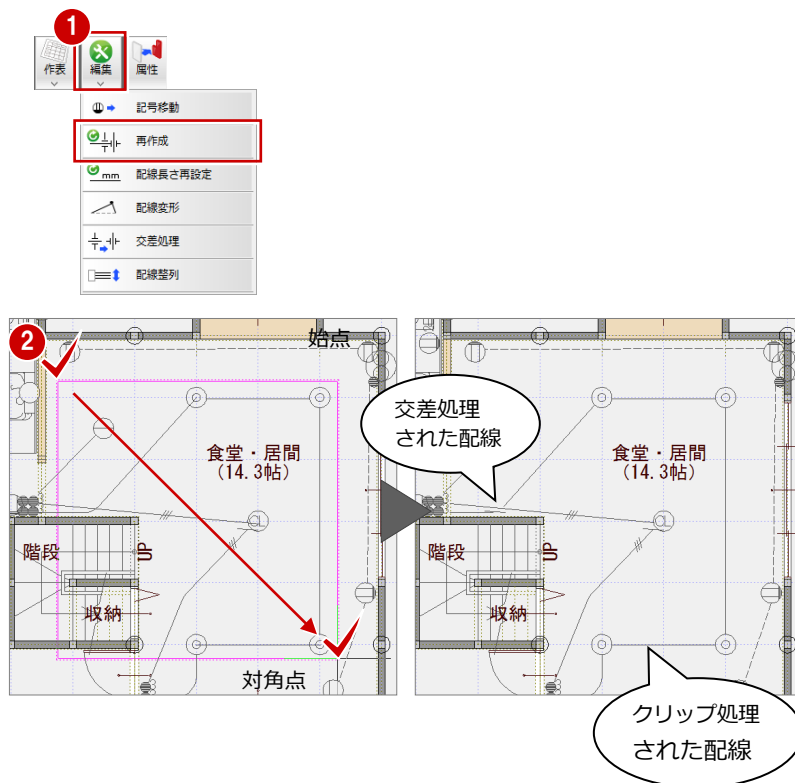 1
作表
編集
属性
記号移動
再作成
mm
配線長さ再設定
配線変形
交差処理
配線整列
2
始点
食堂・居間
(14.3帖)
CL
階段
UP
収納
対角点
交差処理
された配線
食堂・居間
(14.3帖)
CL
階段
UP
収納
クリップ処理
された配線